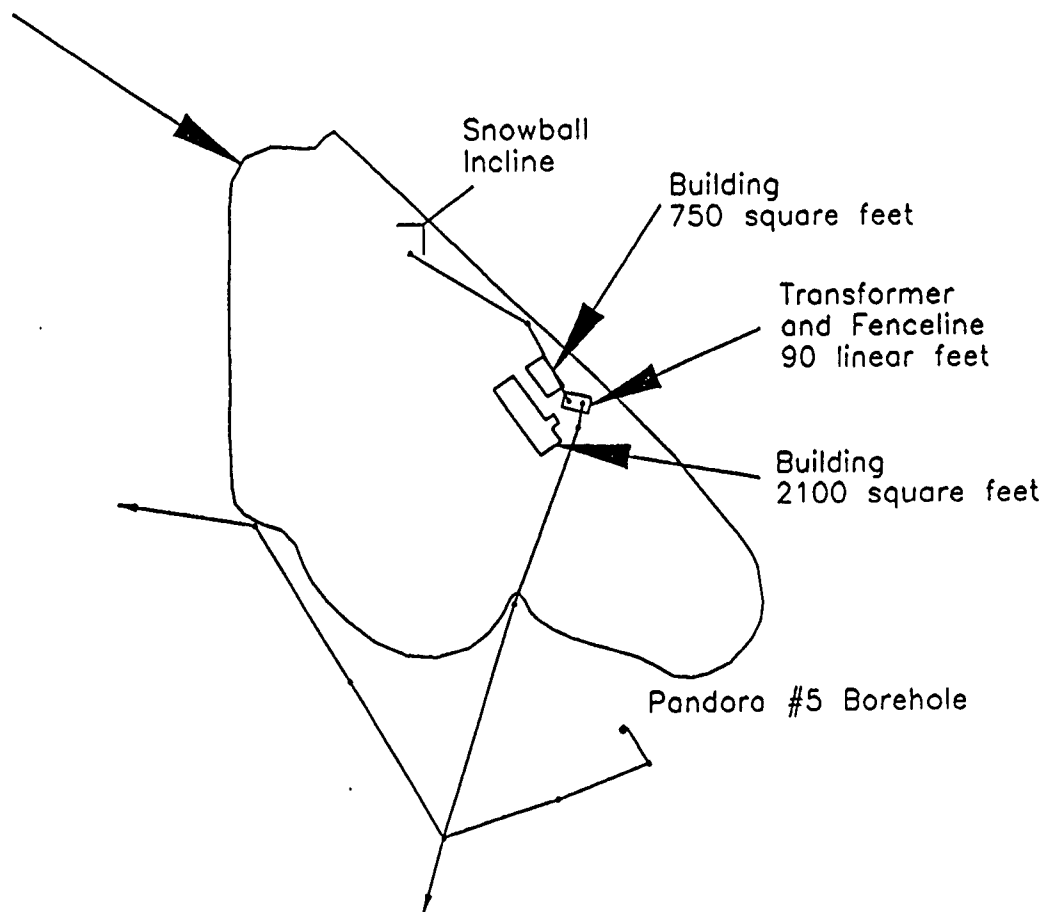 Snowball
Incline
Building
750 square feet
Transformer
and Fenceline
90 linear feet
Building
2100 square feet
Pandora #5 Borehole